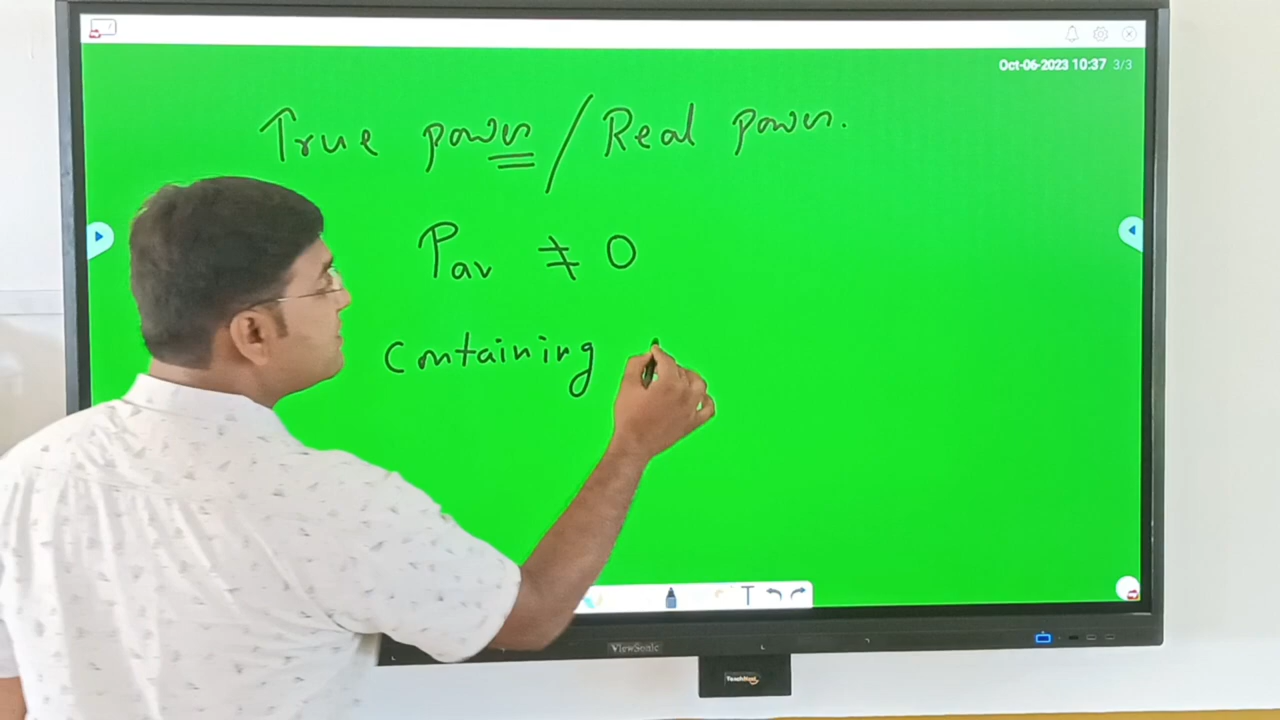 Oct-06-2023 10:37 3/3
True power / Real power.
Pav ≠ 0
Containing
T
ViewSonic